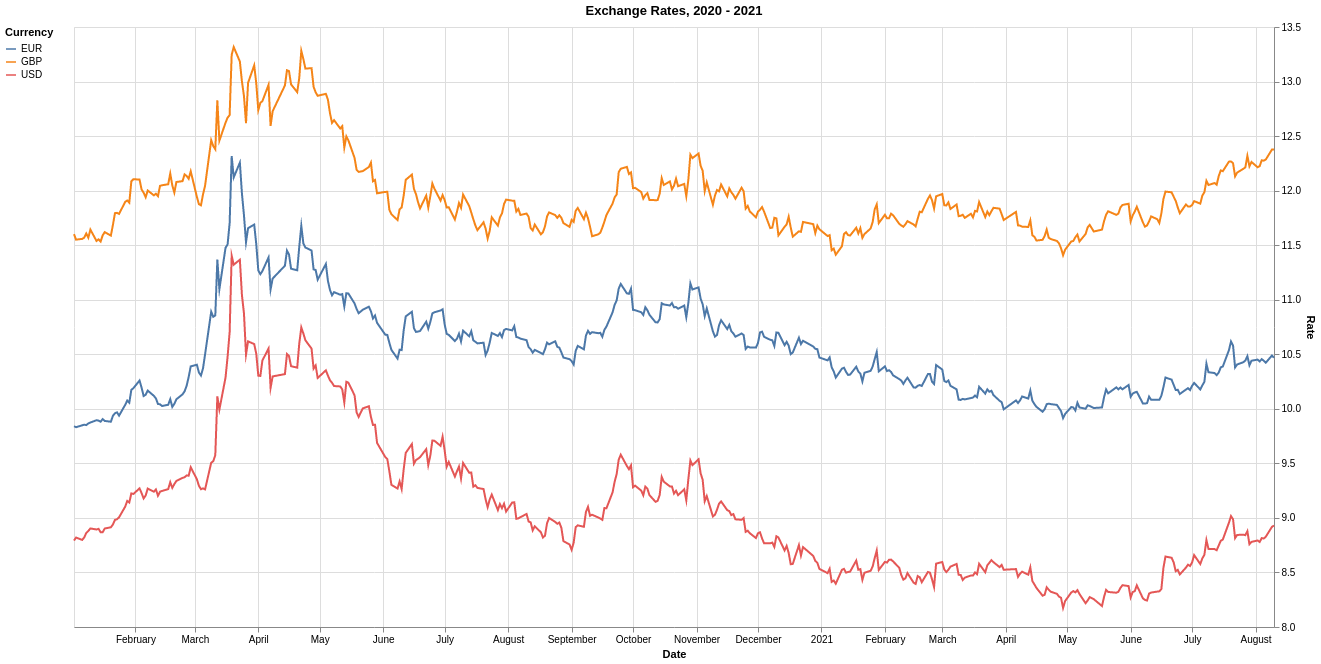 Exchange Rates, 2020 - 2021
Currency
EUR
GBP
USD
13.5
13.0
12.5
12.0
11.5
11.0
10.5
10.0
9.5
9.0
8.5
8.0
Rate
February March April May June July August September October November December 2021 February March April May June July August
Date